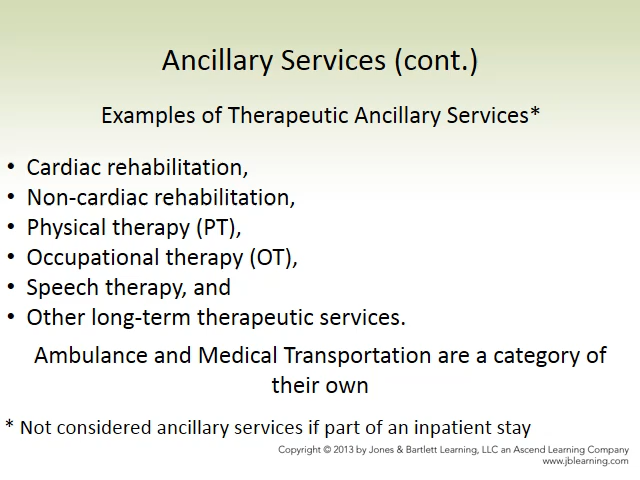 Ancillary Services (cont.)
Examples of Therapeutic Ancillary Services*
• Cardiac rehabilitation,
• Non-cardiac rehabilitation,
• Physical therapy (PT),
• Occupational therapy (OT),
• Speech therapy, and
• Other long-term therapeutic services.
Ambulance and Medical Transportation are a category of
their own
* Not considered ancillary services if part of an inpatient stay
Copyright © 2013 by Jones & Bartlett Learning, LLC an Ascend Learning Company
www.jblearning.com